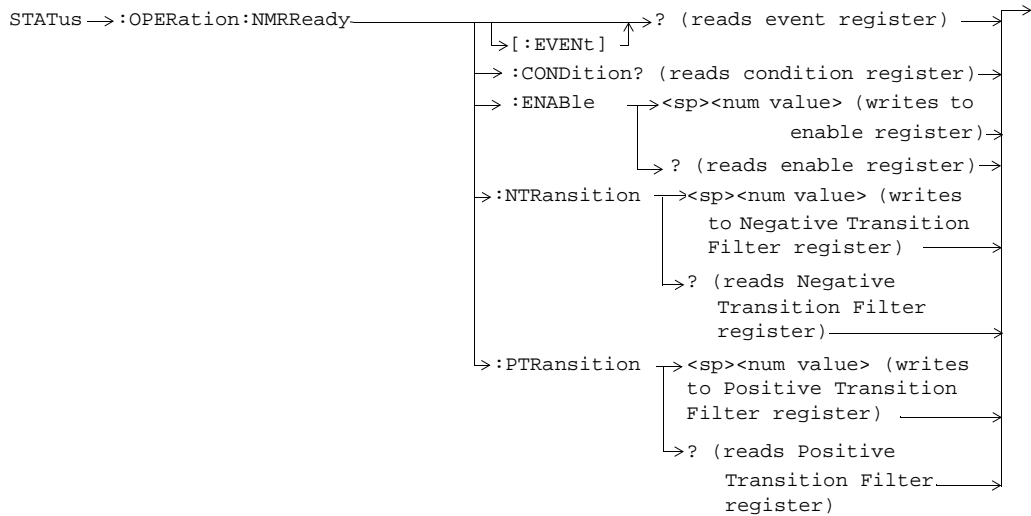 STATus :OPERation:NMRReady ? (reads event register)
[:EVENt]
:CONDition? (reads condition register)
:ENABle <sp><num value> (writes to
enable register)
? (reads enable register)
:NTRansition <sp><num value> (writes
to Negative Transition
Filter register)
? (reads Negative
Transition Filter
register)
:PTRansition <sp><num value> (writes
to Positive Transition
Filter register)
? (reads Positive
Transition Filter
register)